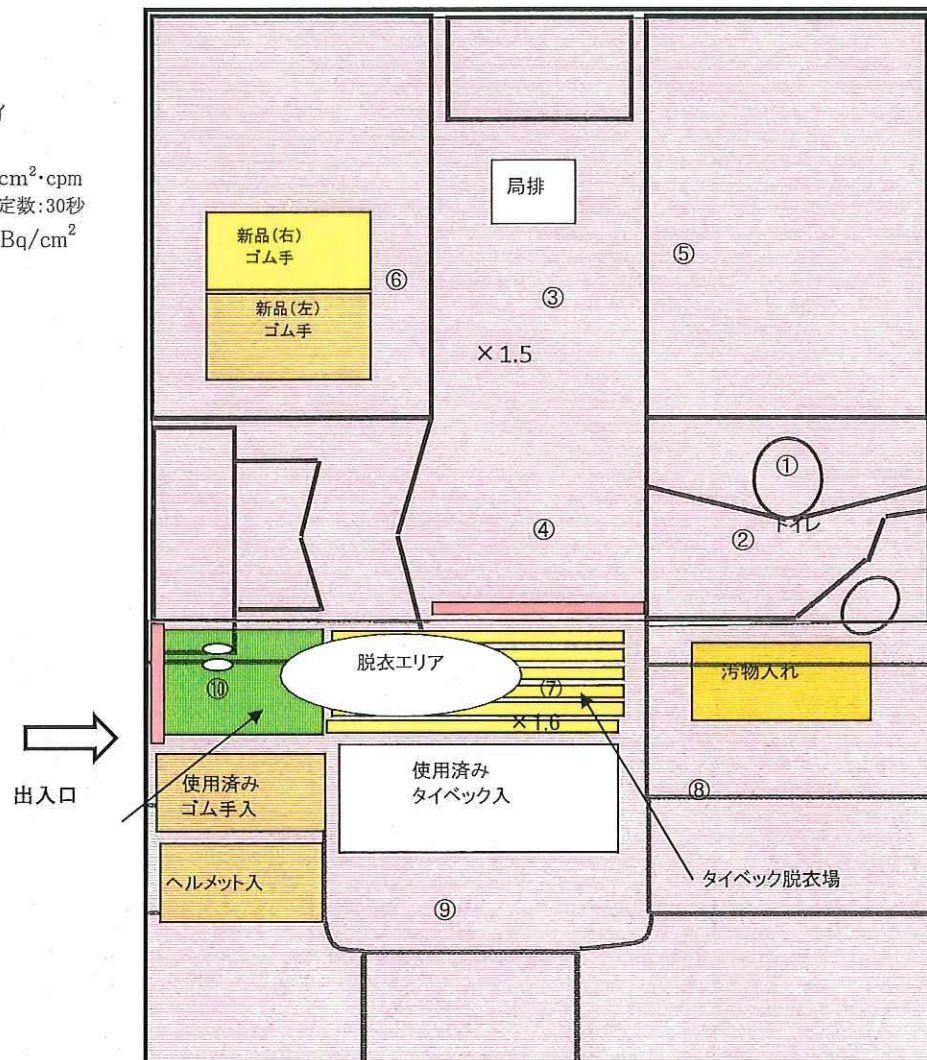 イ
cm²・cpm
定数:30秒
Bq/cm²
局排
新品(右)
ゴム手
新品(左)
ゴム手
⑥
⑤
③
×1.5
①
トイレ
②
④
脱衣エリア
⑦
×1.6
⑩
汚物入れ
出入口
使用済み
ゴム手入
使用済み
タイベック入
⑧
ヘルメット入
タイベック脱衣場
⑨